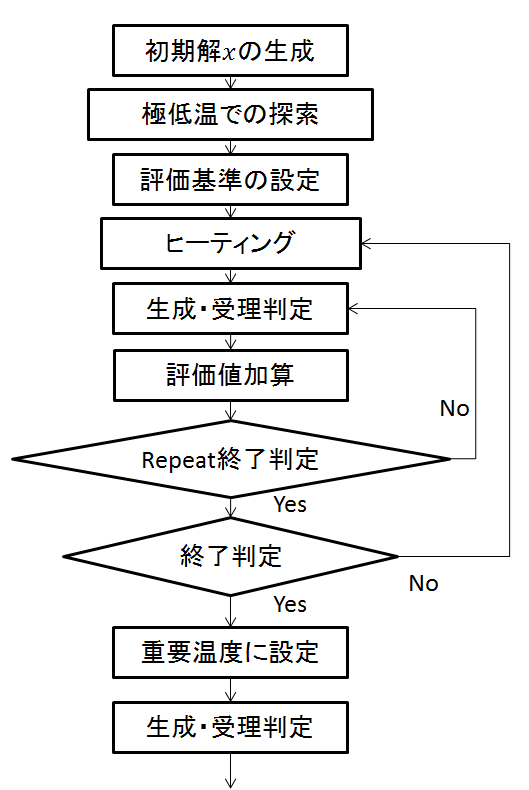 初期解xの生成
極低温での探索
評価基準の設定
ヒーティング
生成・受理判定
評価値加算
No
Repeat終了判定
Yes
終了判定
No
Yes
重要温度に設定
生成・受理判定